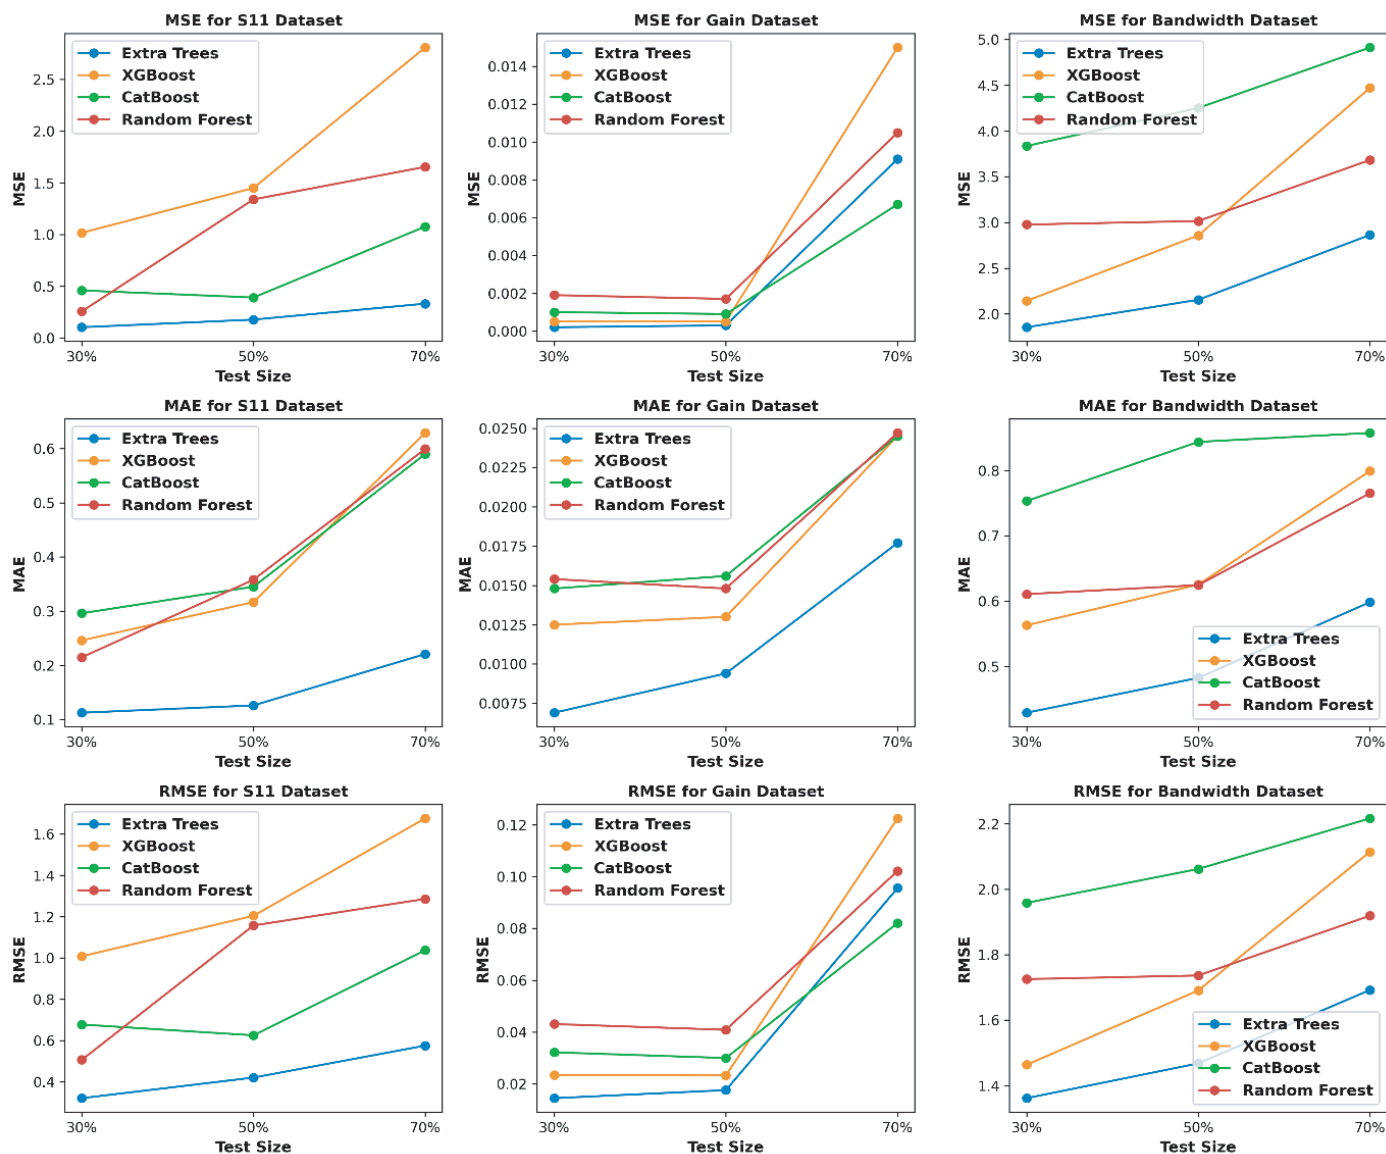 MSE for S11 Dataset
MSE
2.5
2.0
1.5
1.0
0.5
0.0
Extra Trees
XGBoost
CatBoost
Random Forest
30%
50%
70%
Test Size
MSE for Gain Dataset
MSE
0.014
0.012
0.010
0.008
0.006
0.004
0.002
0.000
Extra Trees
XGBoost
CatBoost
Random Forest
30%
50%
70%
Test Size
MSE for Bandwidth Dataset
MSE
5.0
4.5
4.0
3.5
3.0
2.5
2.0
Extra Trees
XGBoost
CatBoost
Random Forest
30%
50%
70%
Test Size
MAE for S11 Dataset
MAE
0.6
0.5
0.4
0.3
0.2
0.1
Extra Trees
XGBoost
CatBoost
Random Forest
30%
50%
70%
Test Size
MAE for Gain Dataset
MAE
0.0250
0.0225
0.0200
0.0175
0.0150
0.0125
0.0100
0.0075
Extra Trees
XGBoost
CatBoost
Random Forest
30%
50%
70%
Test Size
MAE for Bandwidth Dataset
MAE
0.8
0.7
0.6
0.5
Extra Trees
XGBoost
CatBoost
Random Forest
30%
50%
70%
Test Size
RMSE for S11 Dataset
RMSE
1.6
1.4
1.2
1.0
0.8
0.6
0.4
Extra Trees
XGBoost
CatBoost
Random Forest
30%
50%
70%
Test Size
RMSE for Gain Dataset
RMSE
0.12
0.10
0.08
0.06
0.04
0.02
Extra Trees
XGBoost
CatBoost
Random Forest
30%
50%
70%
Test Size
RMSE for Bandwidth Dataset
RMSE
2.2
2.0
1.8
1.6
1.4
Extra Trees
XGBoost
CatBoost
Random Forest
30%
50%
70%
Test Size